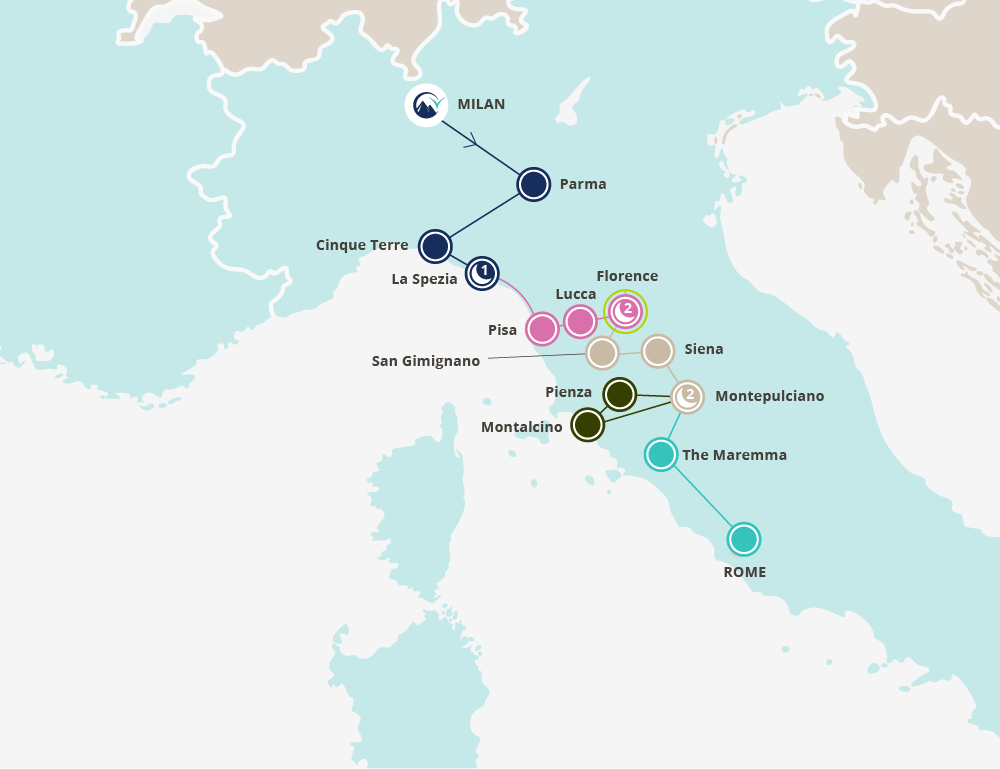 MILAN
Parma
Cinque Terre
La Spezia
1
Florence
Lucca
2
Pisa
San Gimignano
Siena
Pienza
2
Montepulciano
Montalcino
The Maremma
ROME